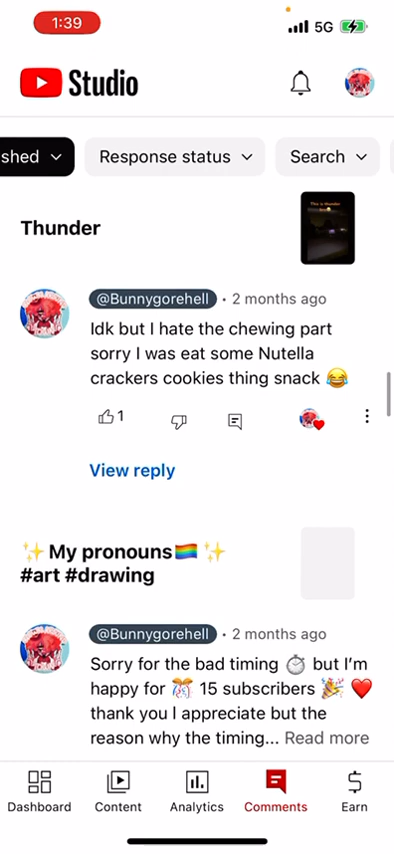 1:39
5G
Studio
shed
Response status
Search
Thunder
This is thunder
@Bunnygorehell • 2 months ago
Idk but I hate the chewing part
sorry I was eat some Nutella
crackers cookies thing snack 😂
1
View reply
✨ My pronouns🏳️‍🌈 ✨
#art #drawing
@Bunnygorehell • 2 months ago
Sorry for the bad timing ⏱️ but I'm
happy for 🎊 15 subscribers 🎉 ❤️
thank you I appreciate but the
reason why the timing... Read more
Dashboard
Content
Analytics
Comments
Earn